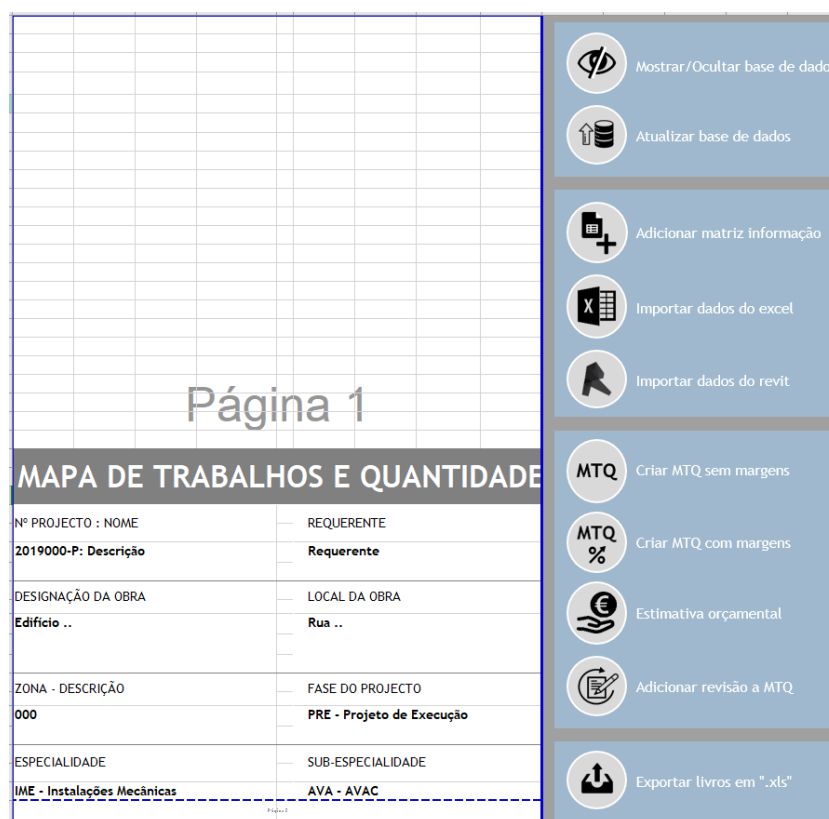 Página 1
MAPA DE TRABALHOS E QUANTIDADE
Nº PROJECTO : NOME
REQUERENTE
2019000-P: Descrição
Requerente
DESIGNAÇÃO DA OBRA
LOCAL DA OBRA
Edifício ..
Rua ..
ZONA - DESCRIÇÃO
FASE DO PROJECTO
000
PRE - Projeto de Execução
ESPECIALIDADE
SUB-ESPECIALIDADE
IME - Instalações Mecânicas
AVA - AVAC
Página 2
Mostrar/Ocultar base de dado
Atualizar base de dados
Adicionar matriz informação
X
Importar dados do excel
Importar dados do revit
MTQ
Criar MTQ sem margens
MTQ
%
Criar MTQ com margens
€
Estimativa orçamental
Adicionar revisão a MTQ
Exportar livros em ".xls"